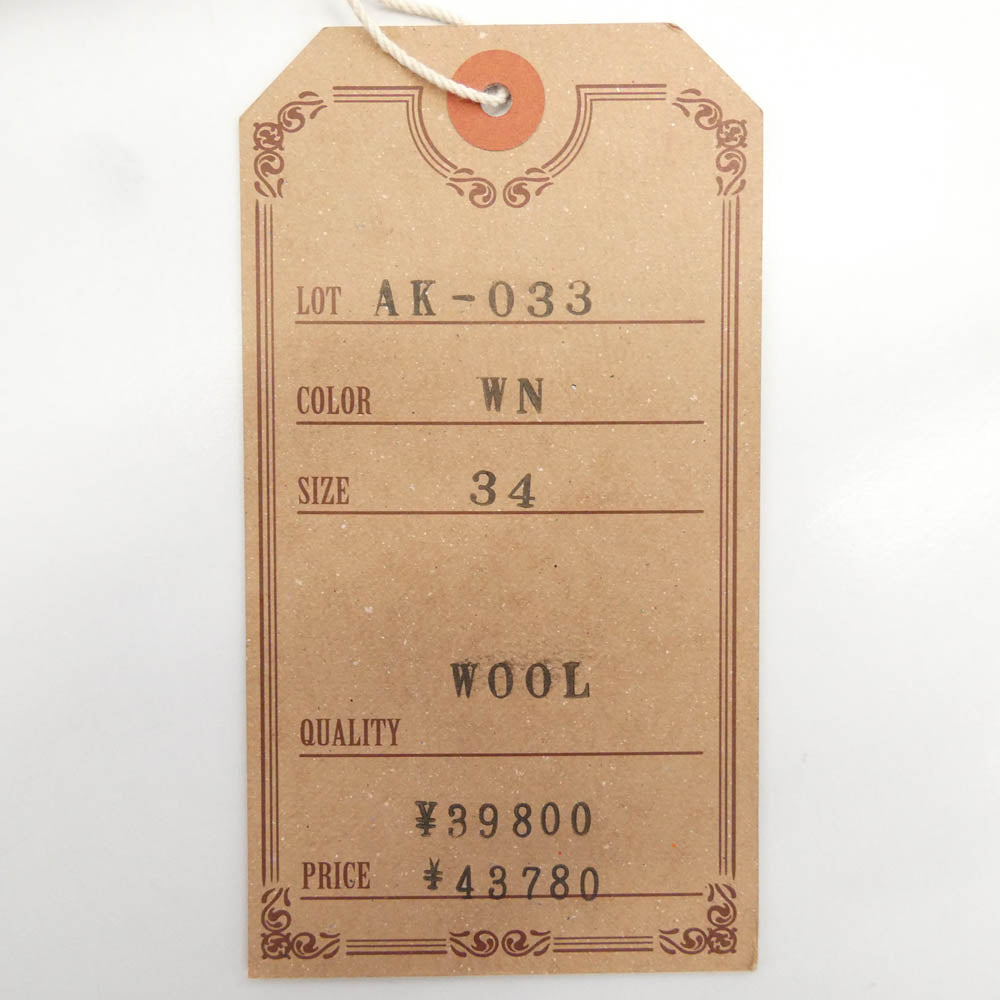 LOT AK-033
COLOR WN
SIZE 34
WOOL
QUALITY
¥39800
PRICE ¥43780